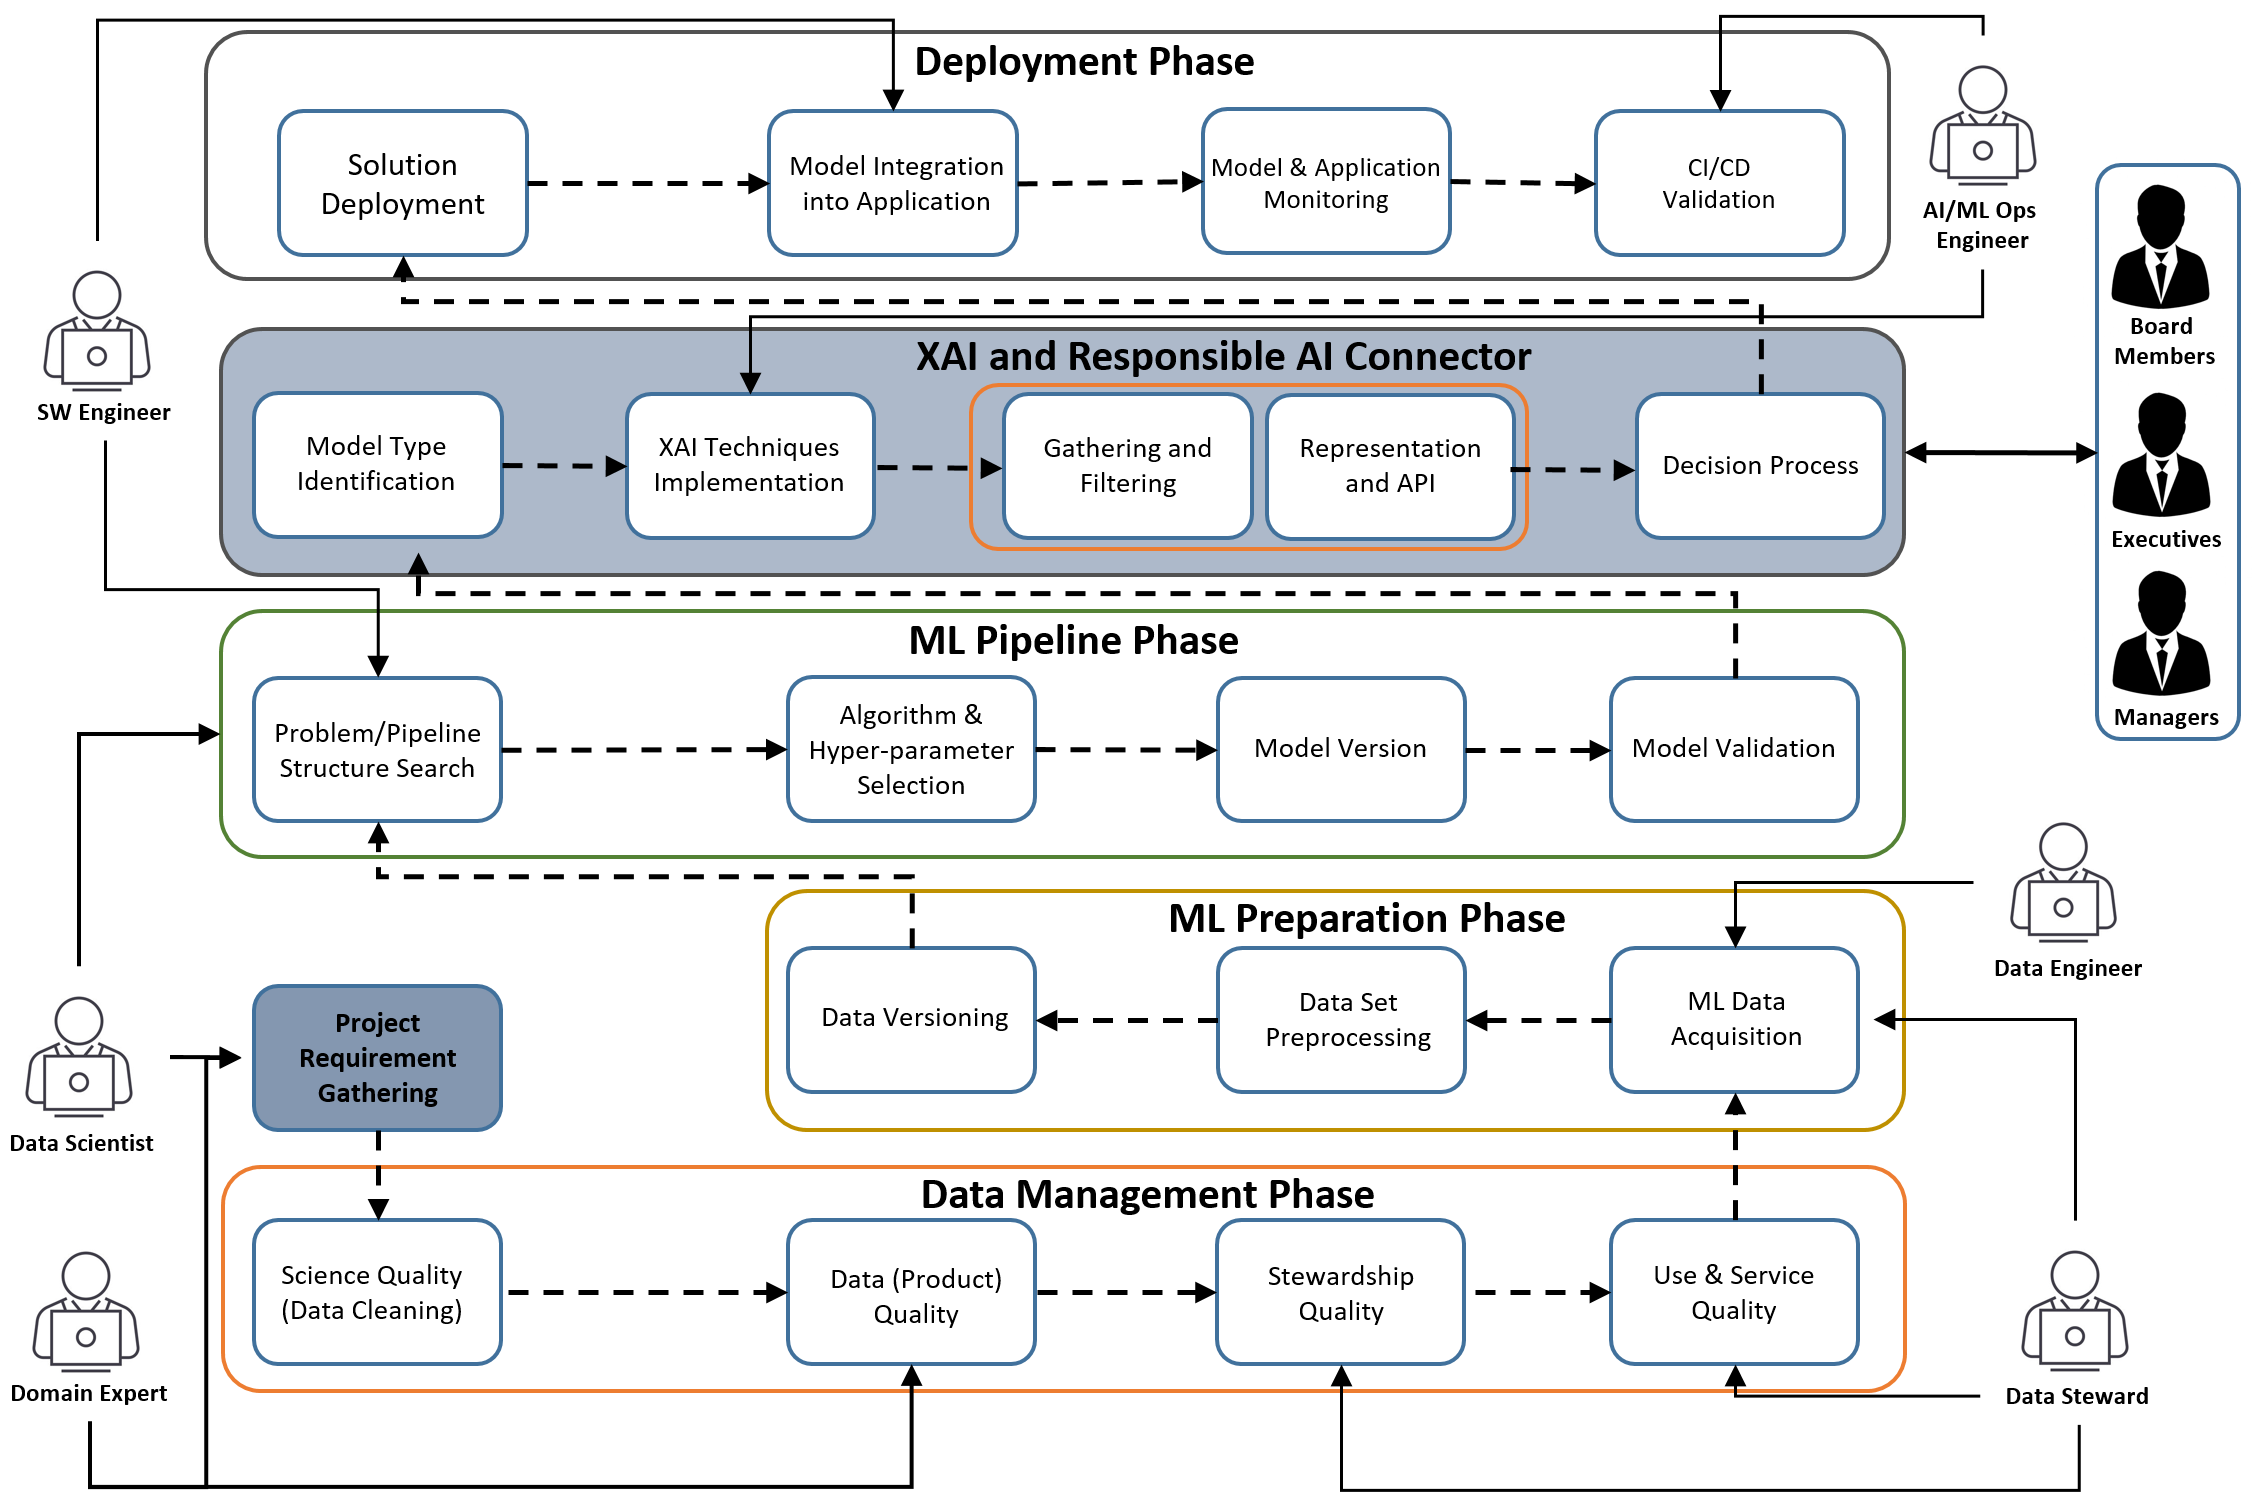 Deployment Phase
Solution
Deployment
Model Integration
into Application
Model & Application
Monitoring
CI/CD
Validation
AI/ML Ops
Engineer
Board
Members
Executives
Managers
SW Engineer
XAI and Responsible AI Connector
Model Type
Identification
XAI Techniques
Implementation
Gathering and
Filtering
Representation
and API
Decision Process
ML Pipeline Phase
Problem/Pipeline
Structure Search
Algorithm &
Hyper-parameter
Selection
Model Version
Model Validation
Data Engineer
ML Preparation Phase
Data Versioning
Data Set
Preprocessing
ML Data
Acquisition
Data Scientist
Project
Requirement
Gathering
Data Management Phase
Science Quality
(Data Cleaning)
Data (Product)
Quality
Stewardship
Quality
Use & Service
Quality
Domain Expert
Data Steward